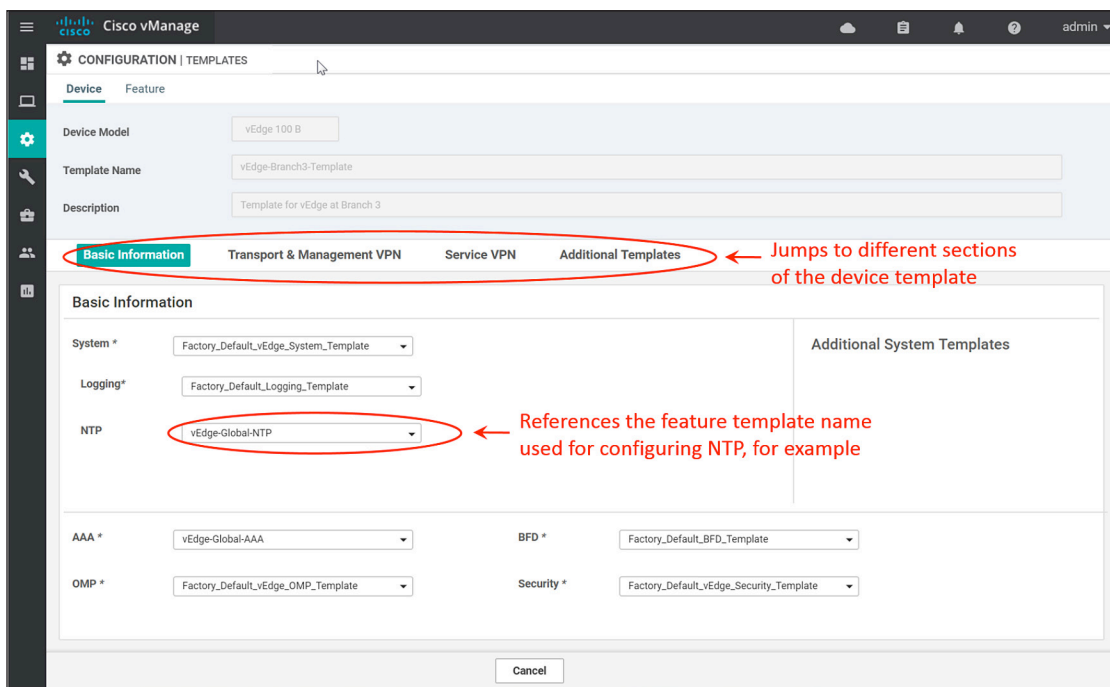 cisco Cisco vManage admin
CONFIGURATION | TEMPLATES
Device Feature
Device Model vEdge 100 B
Template Name vEdge-Branch3-Template
Description Template for vEdge at Branch 3
Basic Information Transport & Management VPN Service VPN Additional Templates
Jumps to different sections
of the device template
Basic Information
System * Factory_Default_vEdge_System_Template
Additional System Templates
Logging* Factory_Default_Logging_Template
NTP vEdge-Global-NTP
References the feature template name
used for configuring NTP, for example
AAA * vEdge-Global-AAA BFD * Factory_Default_BFD_Template
OMP * Factory_Default_vEdge_OMP_Template Security * Factory_Default_vEdge_Security_Template
Cancel